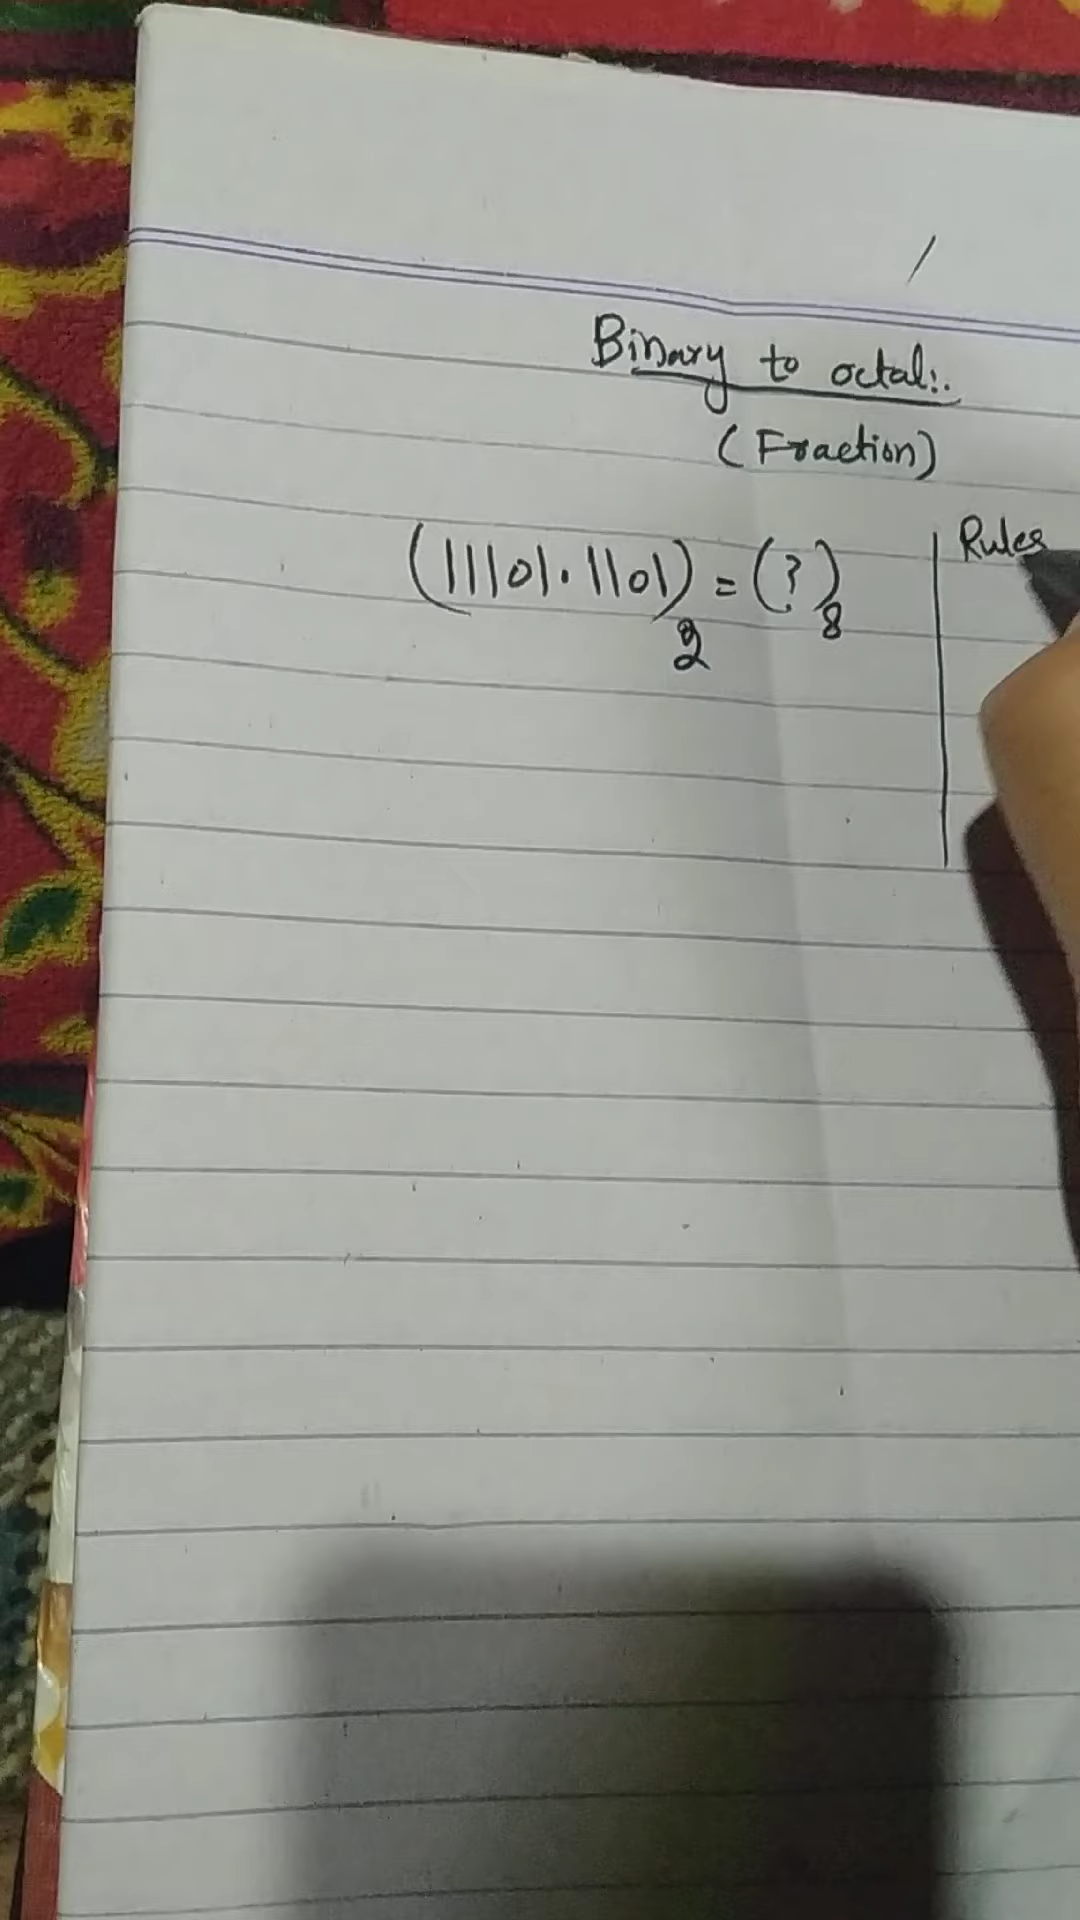 Binary to octal:.
(Fraction)
(11101.1101)2 = (?)8
Rules